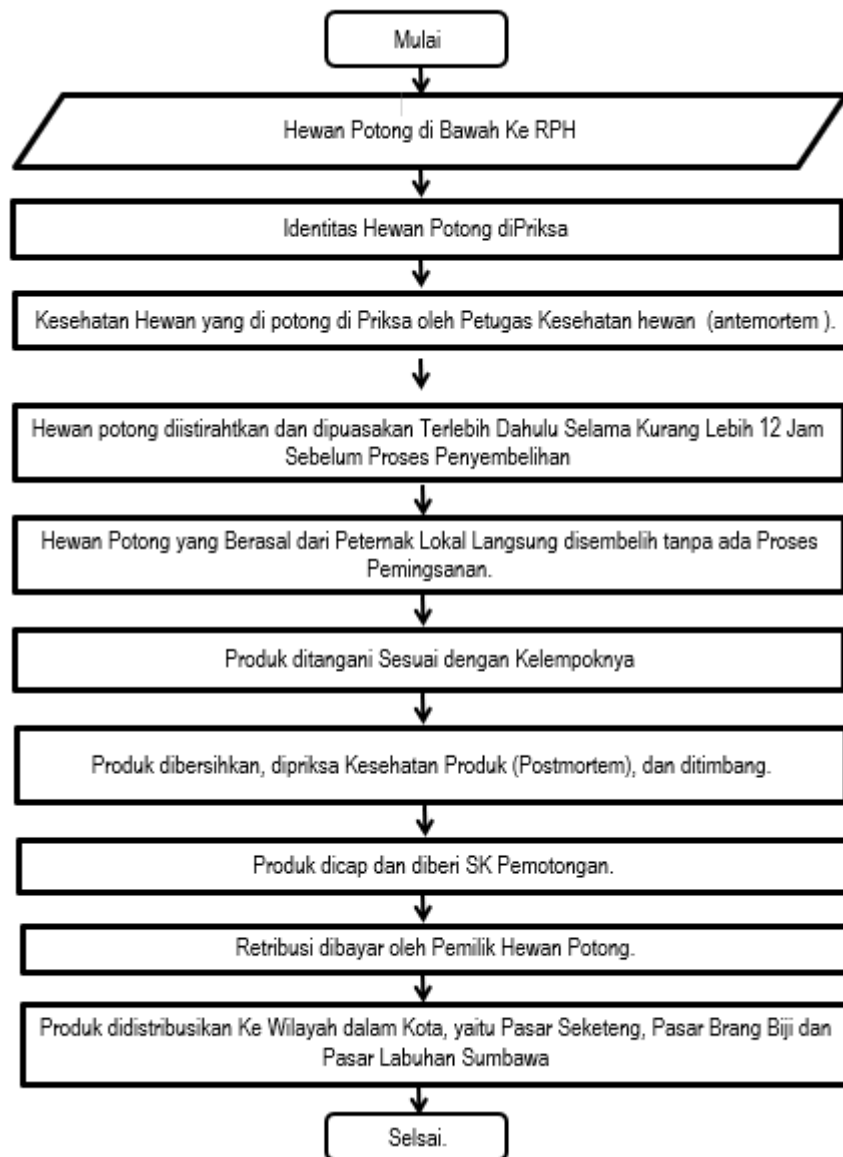 Mulai
Hewan Potong di Bawah Ke RPH
Identitas Hewan Potong diPriksa
Kesehatan Hewan yang di potong di Priksa oleh Petugas Kesehatan hewan (antemortem ).
Hewan potong diistirahtkan dan dipuasakan Terlebih Dahulu Selama Kurang Lebih 12 Jam
Sebelum Proses Penyembelihan
Hewan Potong yang Berasal dari Peternak Lokal Langsung disembelih tanpa ada Proses
Pemingsanan.
Produk ditangani Sesuai dengan Kelempoknya
Produk dibersihkan, dipriksa Kesehatan Produk (Postmortem), dan ditimbang.
Produk dicap dan diberi SK Pemotongan.
Retribusi dibayar oleh Pemilik Hewan Potong.
Produk didistribusikan Ke Wilayah dalam Kota, yaitu Pasar Seketeng, Pasar Brang Biji dan
Pasar Labuhan Sumbawa
Selsai.